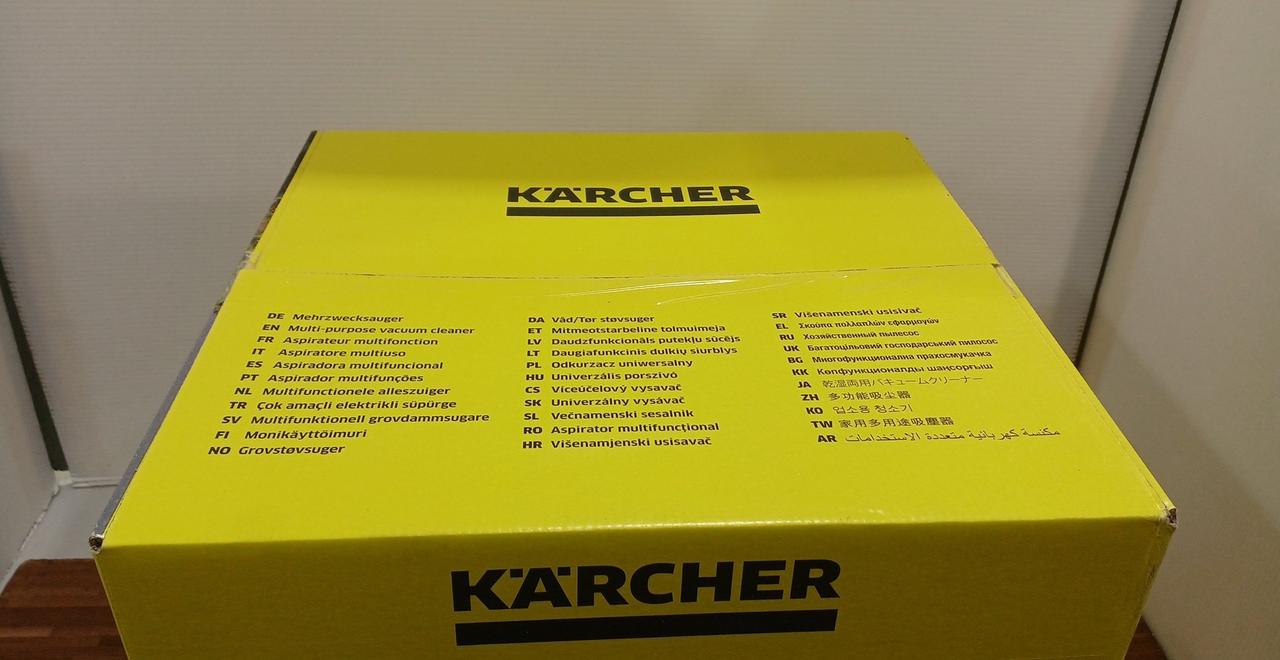 KÄRCHER
DE Mehrzwecksauger
EN Multi-purpose vacuum cleaner
FR Aspirateur multifonction
IT Aspiratore multiuso
ES Aspiradora multifuncional
PT Aspirador multifunções
NL Multifunctionele alleszuiger
TR Çok amaçli elektrikli süpürge
SV Multifunktionell grovdammsugare
FI Monikäyttöimuri
NO Grovstøvsuger
DA Våd/Tør støvsuger
ET Mitmeotstarbeline tolmuimeja
LV Daudzfunkcionāls putekļu sūcējs
LT Daugiafunkcinis dulkių siurblys
PL Odkurzacz uniwersalny
HU Univerzális porszívó
CS Víceúčelový vysavač
SK Univerzálny vysávač
SL Večnamenski sesalnik
RO Aspirator multifuncţional
HR Višenamjenski usisavač
SR Višenamenski usisivač
EL Σκούπα πολλαπλών εφαρμογών
RU Хозяйственный пылесос
UK Багатоцільовий господарський пилосос
BG Многофункционална прахосмукачка
KK Көпфункционалды шаңсорғыш
JA 乾湿両用バキュームクリーナー
ZH 多功能吸尘器
KO 업소용 청소기
TW 家用多用途吸塵器
AR مكنسة كهربائية متعددة الاستخدامات
KÄRCHER